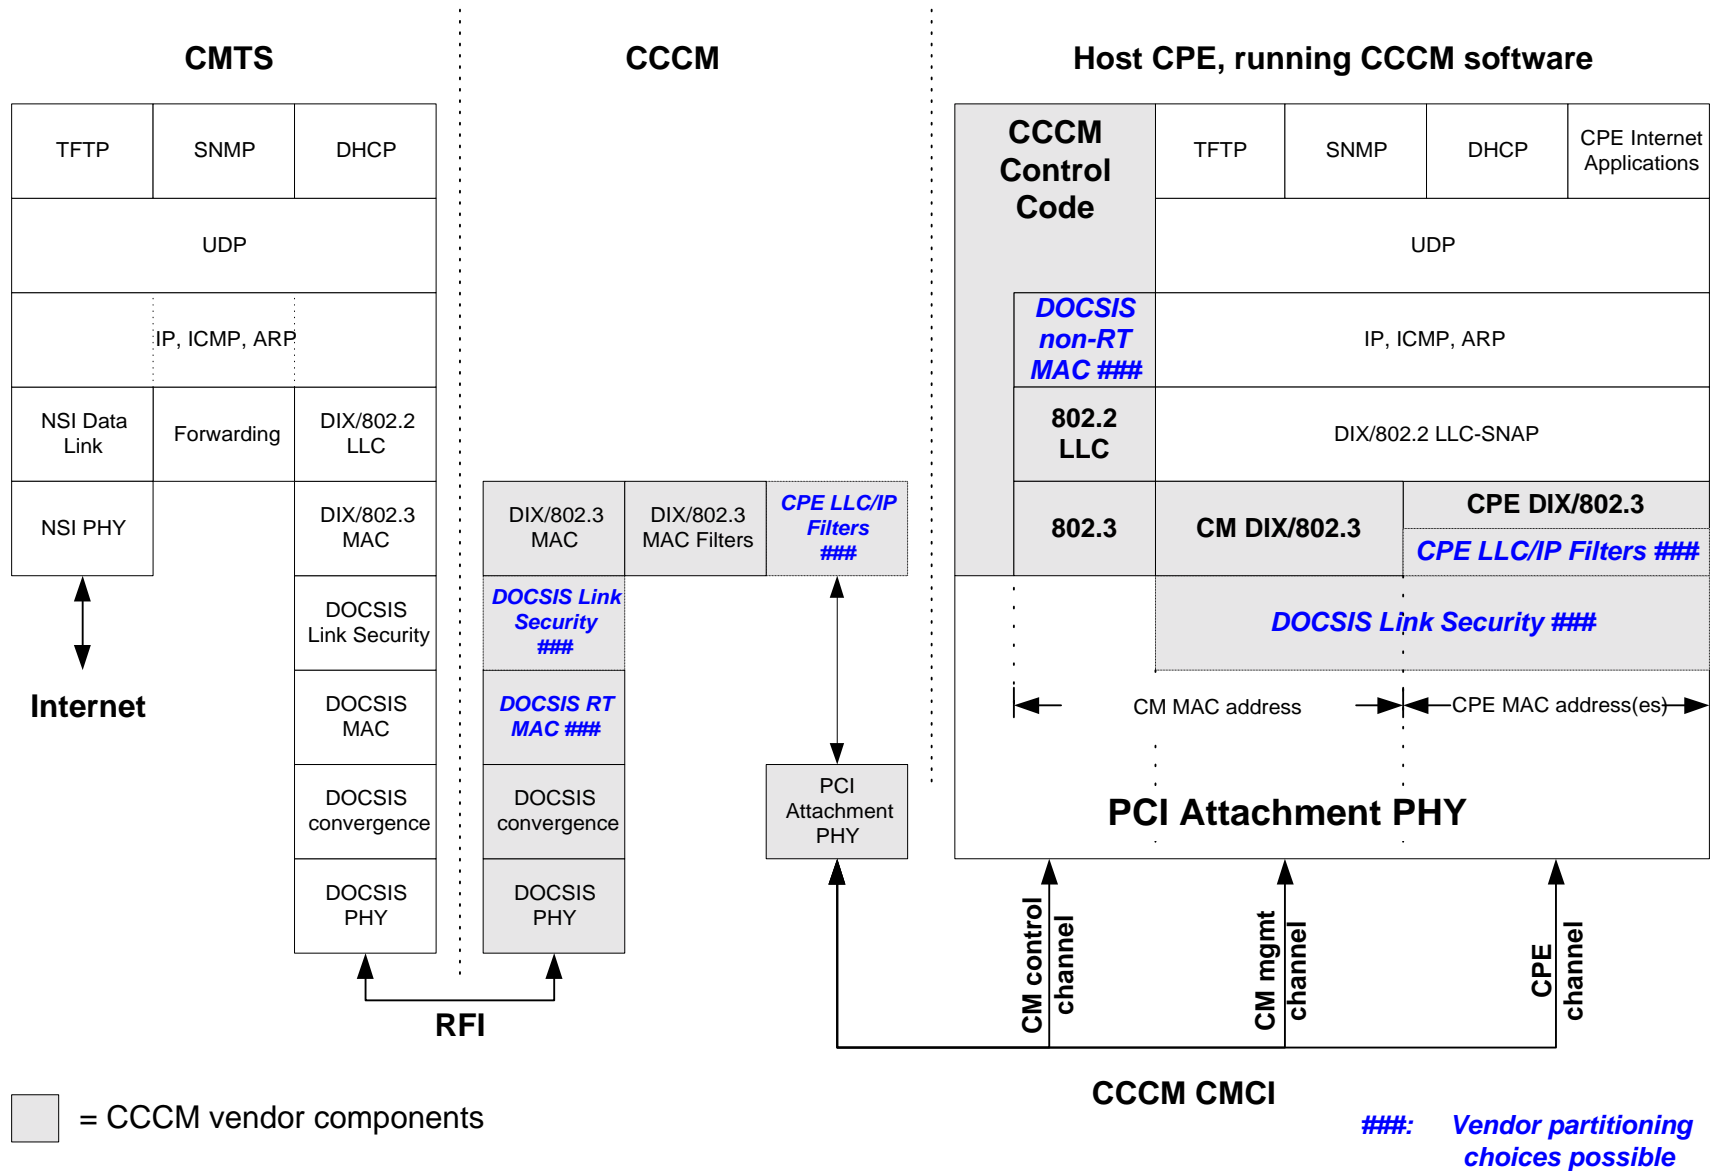 CMTS
CCCM
Host CPE, running CCCM software
TFTP
SNMP
DHCP
UDP
IP, ICMP, ARP
NSI Data
Link
Forwarding
DIX/802.2
LLC
NSI PHY
DIX/802.3
MAC
DOCSIS
Link Security
DOCSIS
MAC
DOCSIS
convergence
DOCSIS
PHY
Internet
DIX/802.3
MAC
DIX/802.3
MAC Filters
CPE LLC/IP
Filters
###
DOCSIS Link
Security
###
DOCSIS RT
MAC ###
DOCSIS
convergence
DOCSIS
PHY
PCI
Attachment
PHY
RFI
CCCM
Control
Code
TFTP
SNMP
DHCP
CPE Internet
Applications
UDP
DOCSIS
non-RT
MAC ###
IP, ICMP, ARP
802.2
LLC
DIX/802.2 LLC-SNAP
802.3
CM DIX/802.3
CPE DIX/802.3
CPE LLC/IP Filters ###
DOCSIS Link Security ###
CM MAC address
CPE MAC address(es)
PCI Attachment PHY
CM control
channel
CM mgmt
channel
CPE
channel
CCCM CMCI
= CCCM vendor components
###: Vendor partitioning
choices possible